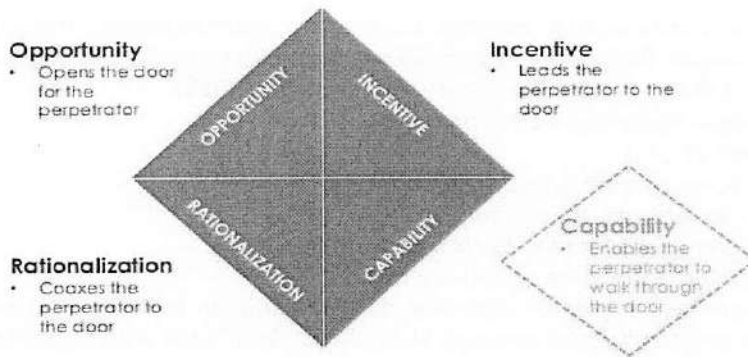 Opportunity
• Opens the door
for the
perpetrator
OPPORTUNITY
INCENTIVE
Incentive
• Leads the
perpetrator to the
door
Rationalization
• Coaxes the
perpetrator to
the door
RATIONALIZATION
CAPABILITY
Capability
• Enables the
perpetrator to
walk through
the door